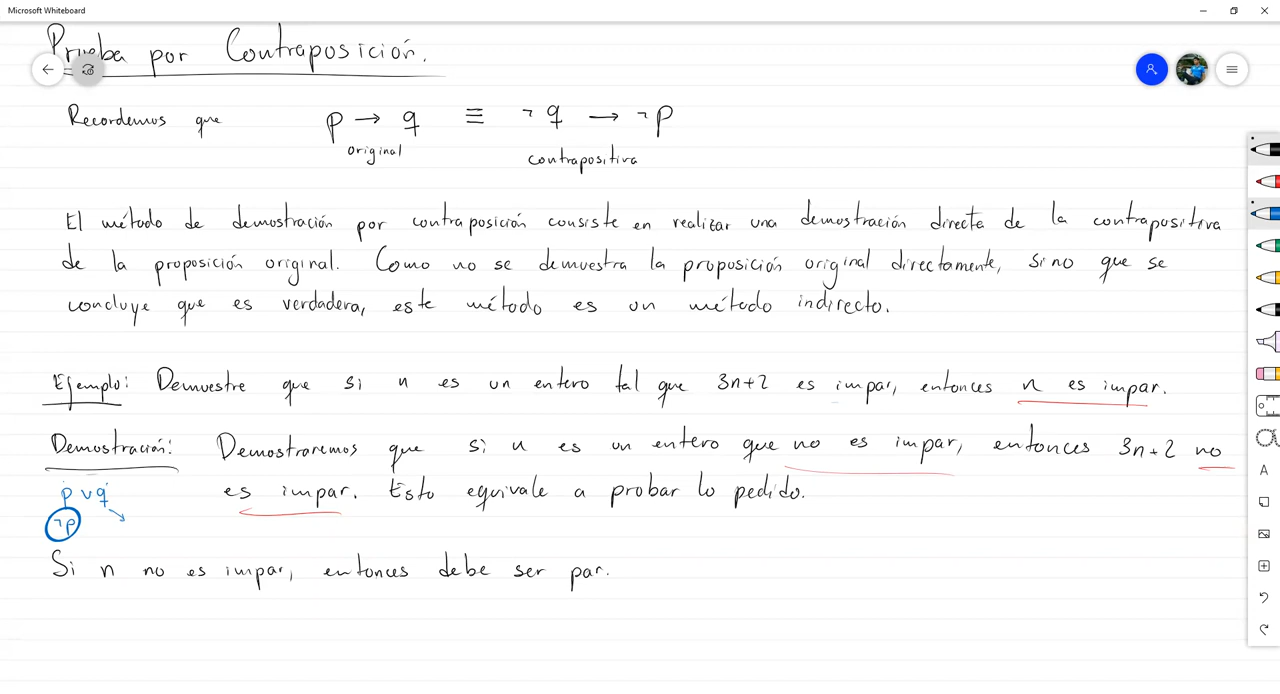 Microsoft Whiteboard
Prueba por Contraposición.
Recordemos que p → q ≡ ¬q → ¬p
original contrapositiva
El método de demostración por contraposición consiste en realizar una demostración directa de la contrapositiva
de la proposición original. Como no se demuestra la proposición original directamente, sino que se
concluye que es verdadera, este método es un método indirecto.
Ejemplo: Demuestre que si n es un entero tal que 3n+2 es impar, entonces n es impar.
Demostración: Demostraremos que si n es un entero que no es impar, entonces 3n+2 no
p ∨ q es impar. Esto equivale a probar lo pedido.
¬p
Si n no es impar, entonces debe ser par.
A